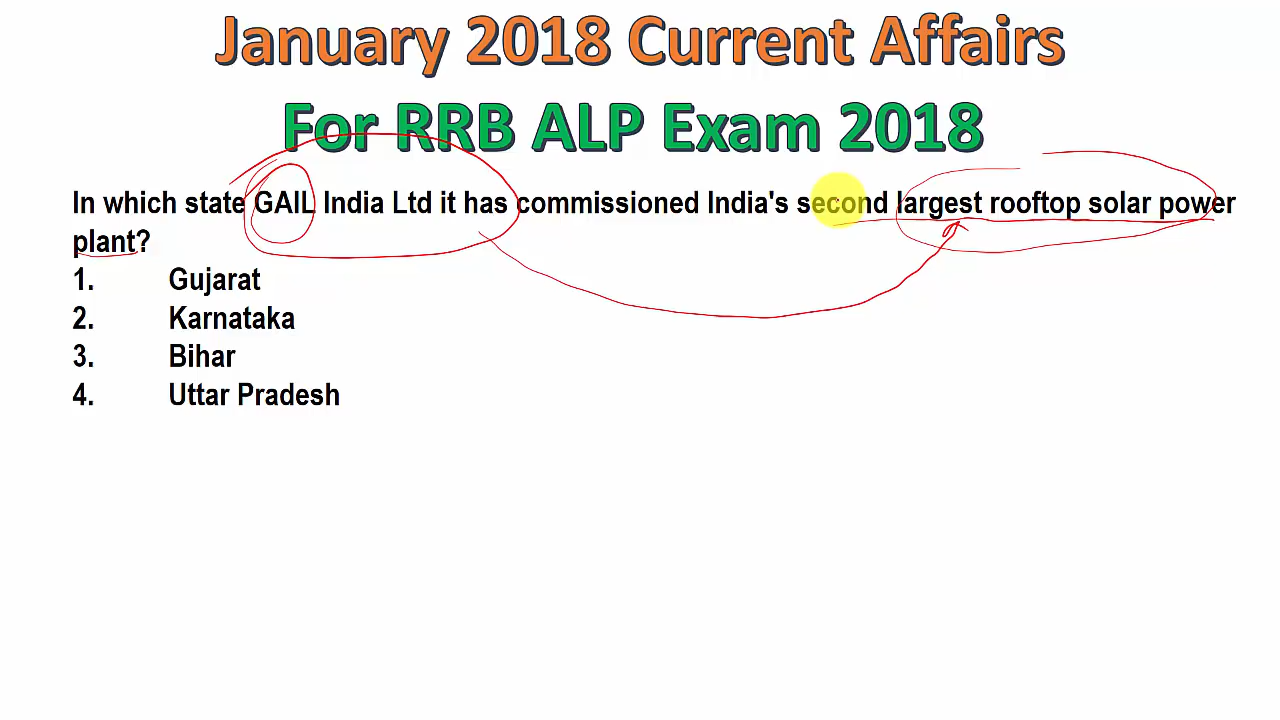 January 2018 Current Affairs
For RRB ALP Exam 2018
In which state GAIL India Ltd it has commissioned India's second largest rooftop solar power
plant?
1. Gujarat
2. Karnataka
3. Bihar
4. Uttar Pradesh